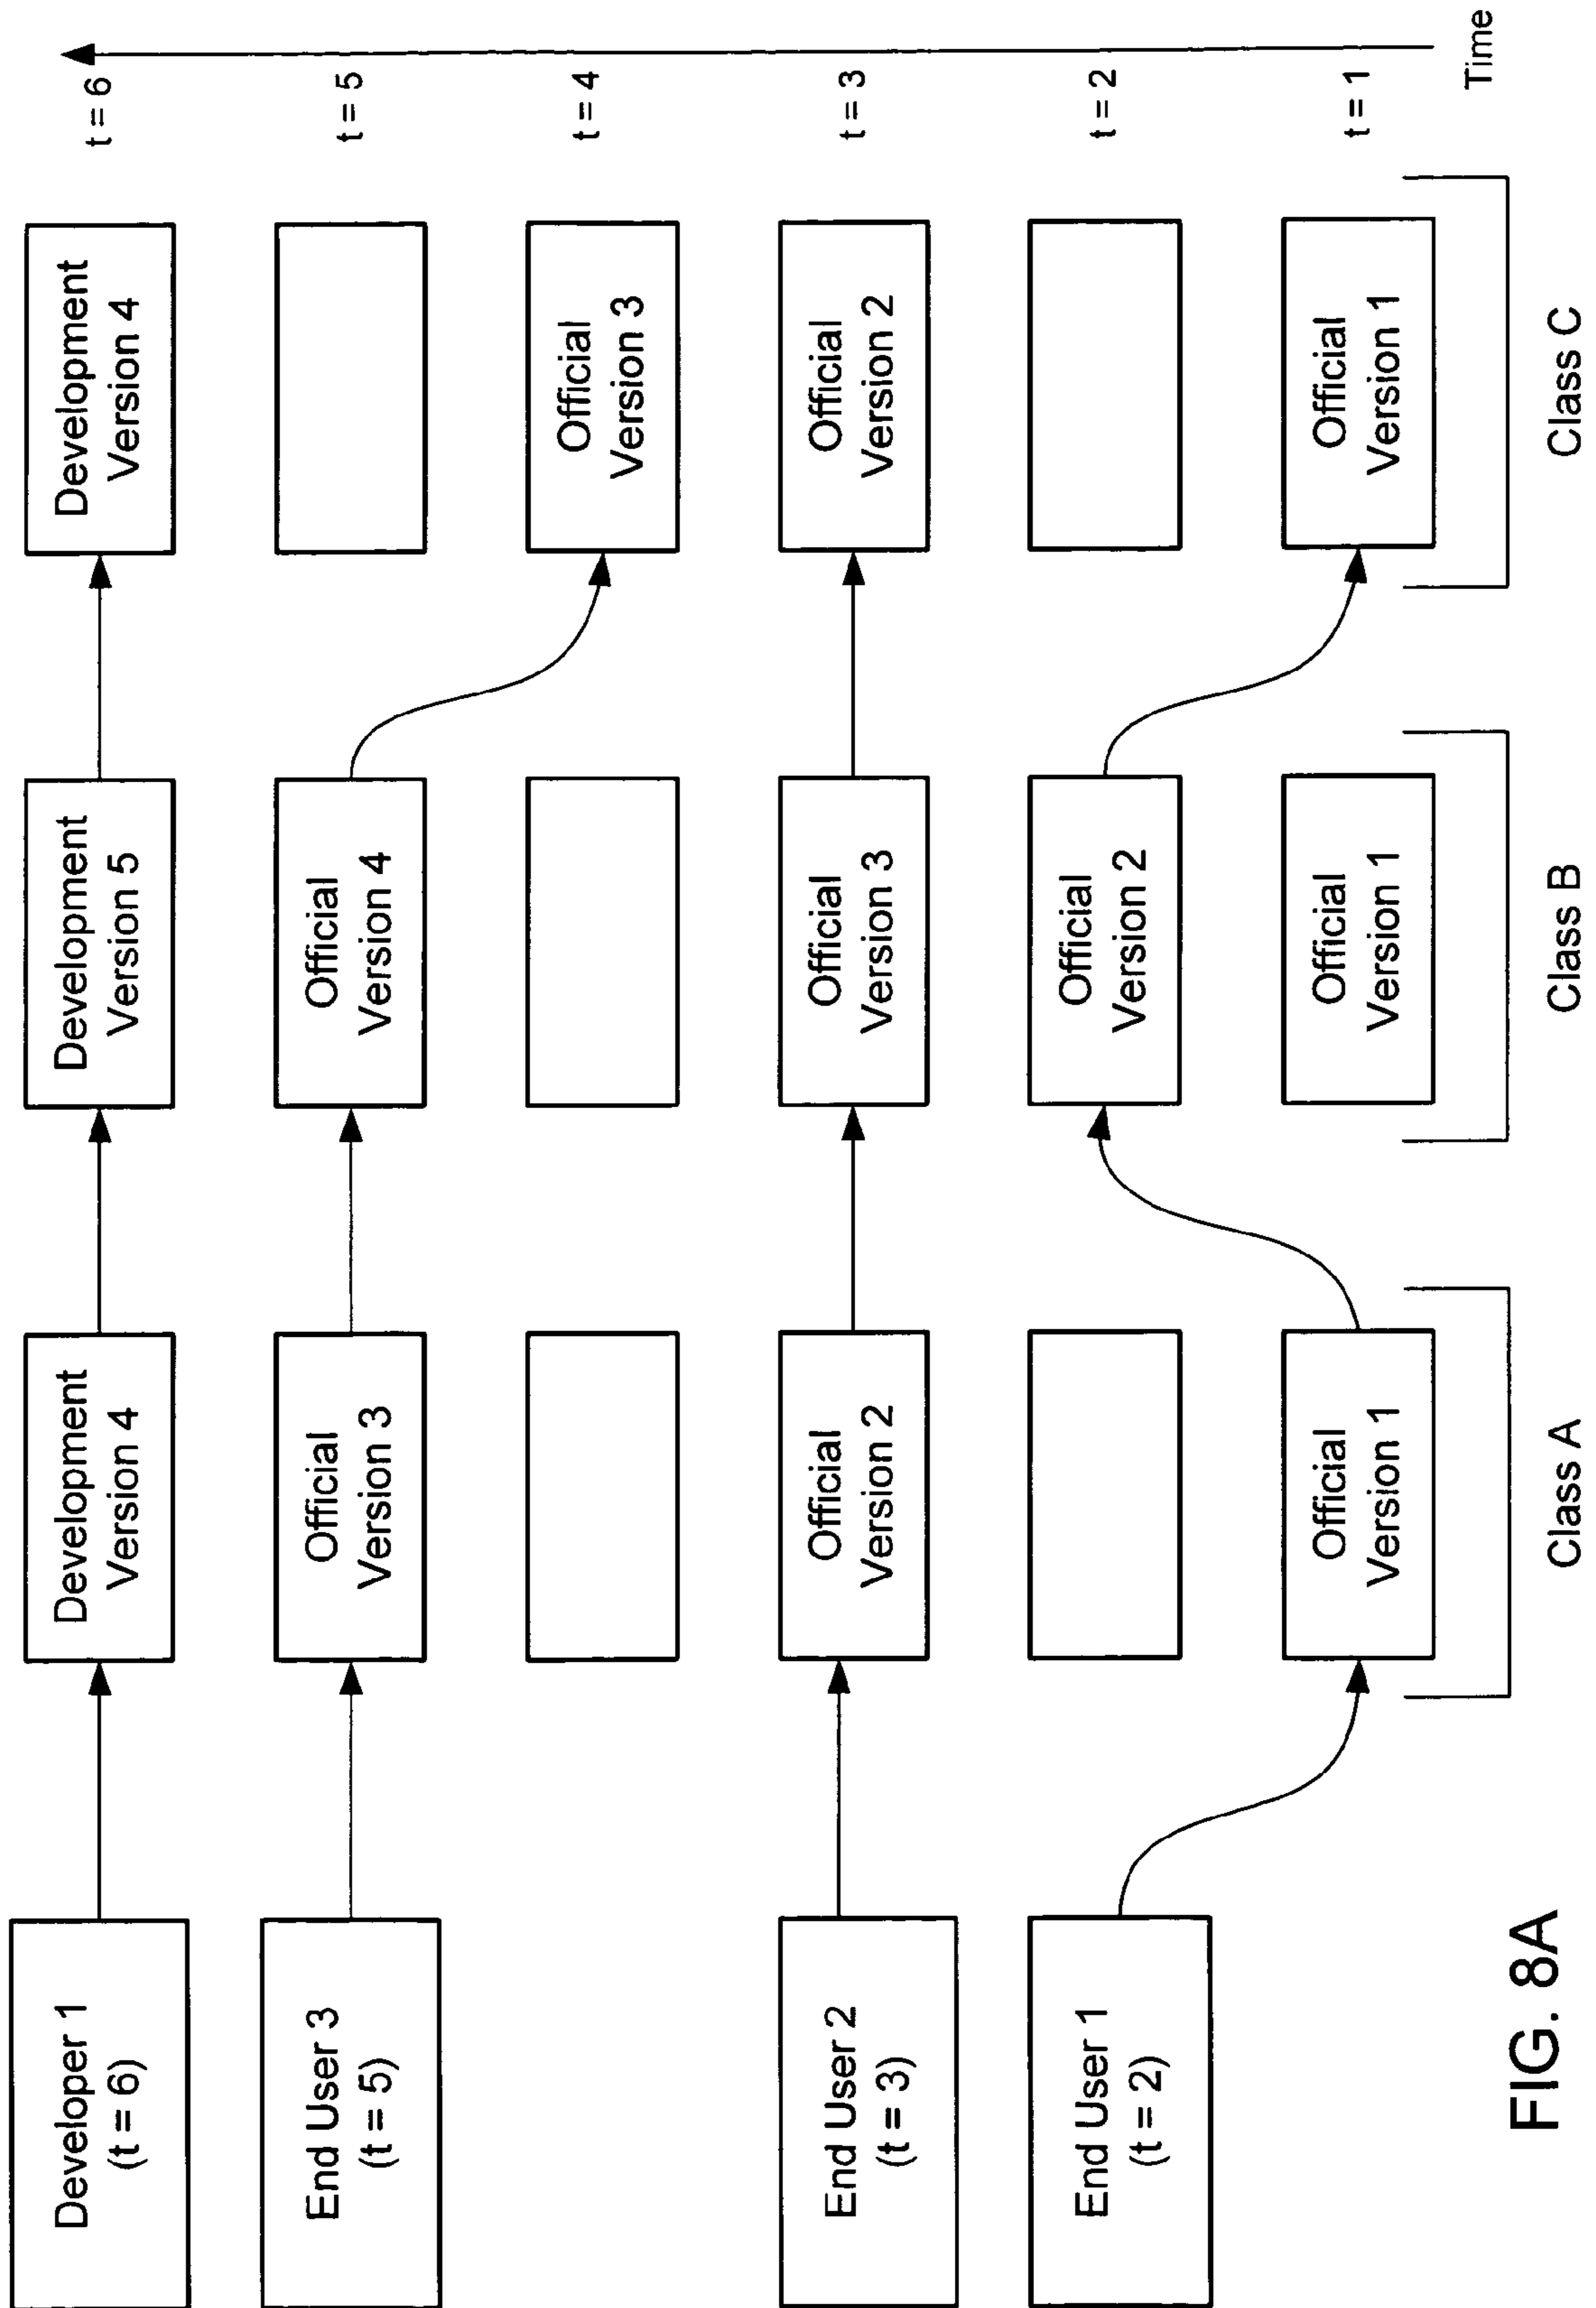 Developer 1
(t = 6)
Development
Version 4
Development
Version 5
Development
Version 4
t = 6
End User 3
(t = 5)
Official
Version 3
Official
Version 4
t = 5
Official
Version 3
t = 4
End User 2
(t = 3)
Official
Version 2
Official
Version 3
Official
Version 2
t = 3
End User 1
(t = 2)
Official
Version 2
t = 2
Official
Version 1
Official
Version 1
Official
Version 1
t = 1
Time
Class A
Class B
Class C
FIG. 8A